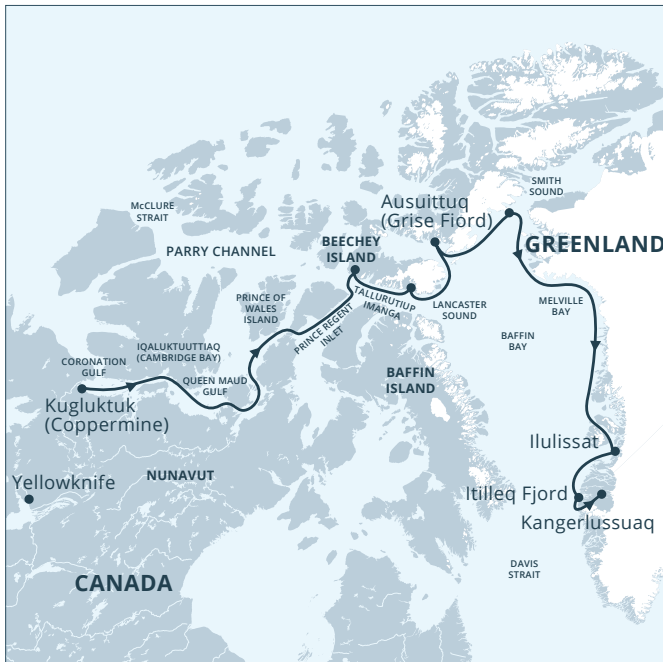 SMITH
SOUND
Ausuittuq
(Grise Fiord)
McCLURE
STRAIT
BEECHEY
ISLAND
GREENLAND
PARRY CHANNEL
PRINCE OF
WALES
ISLAND
TALLURUTIUP
IMANGA
LANCASTER
SOUND
MELVILLE
BAY
PRINCE REGENT
INLET
BAFFIN
BAY
IQALUKTUUTTIAQ
(CAMBRIDGE BAY)
CORONATION
GULF
QUEEN MAUD
GULF
BAFFIN
ISLAND
Kugluktuk
(Coppermine)
Ilulissat
NUNAVUT
Yellowknife
Itilleq Fjord
Kangerlussuaq
DAVIS
STRAIT
CANADA